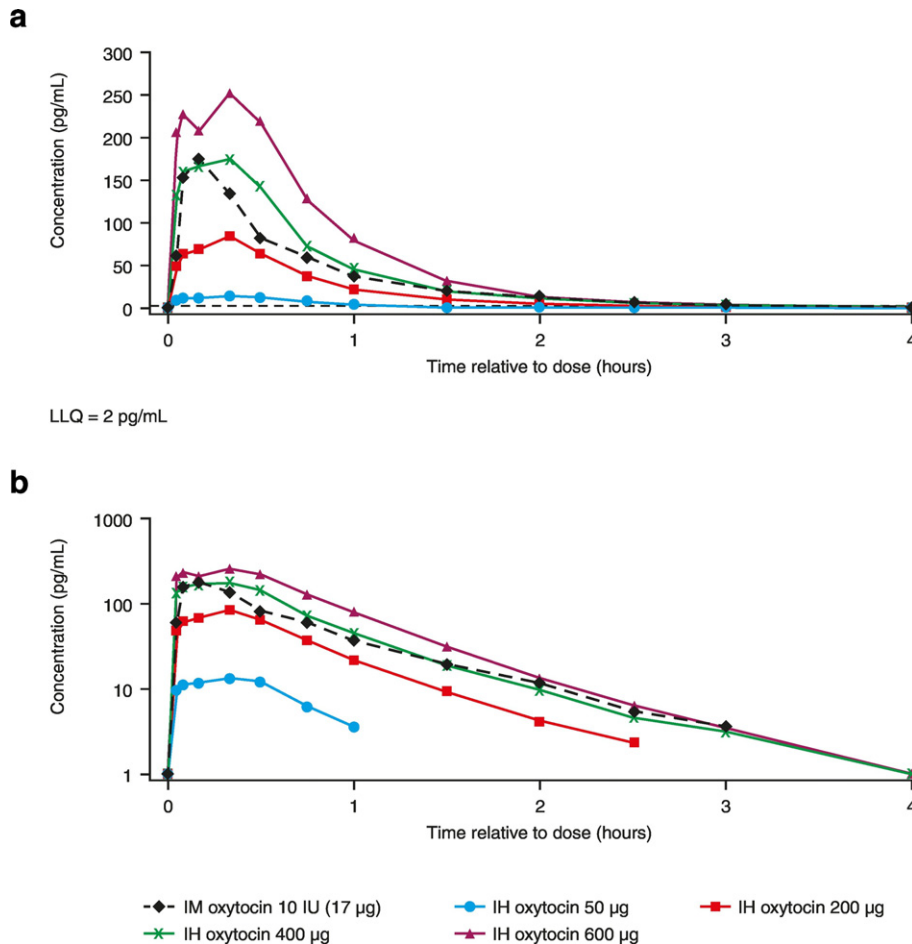 a
300
250
200
150
100
50
0
Concentration (pg/mL)
0 1 2 3 4
Time relative to dose (hours)
LLQ = 2 pg/mL
b
1000
100
10
1
Concentration (pg/mL)
0 1 2 3 4
Time relative to dose (hours)
IM oxytocin 10 IU (17 µg) IH oxytocin 50 µg IH oxytocin 200 µg
IH oxytocin 400 µg IH oxytocin 600 µg